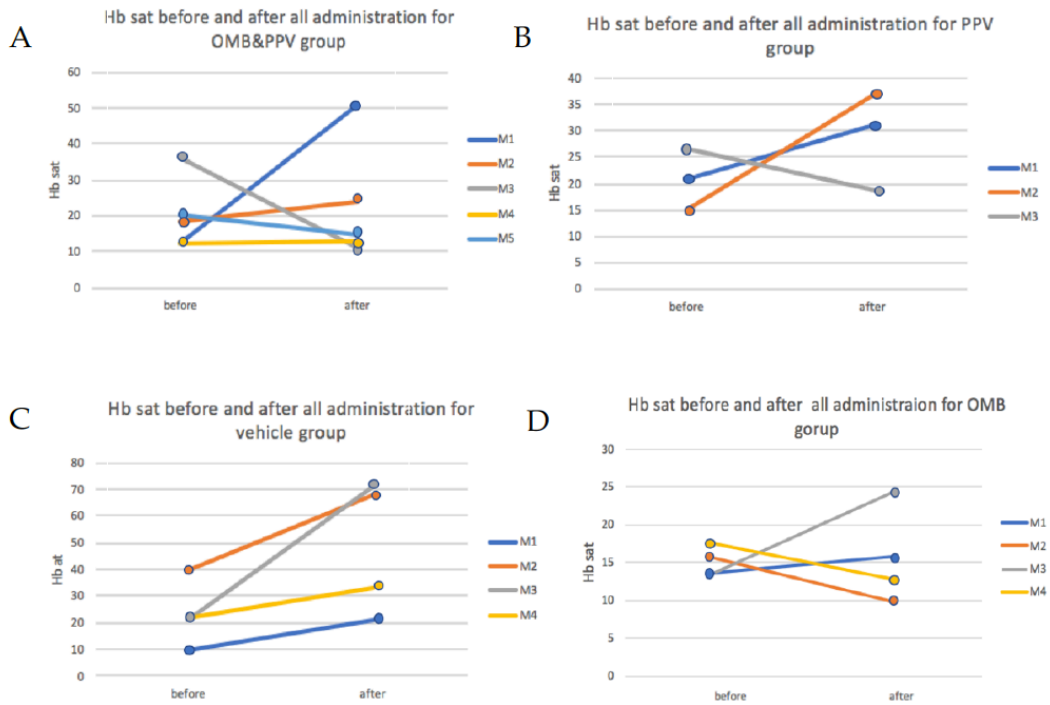 A
Hb sat before and after all administration for
OMB&PPV group
60
50
40
30
20
10
0
Hb sat
before
after
M1
M2
M3
M4
M5
B
Hb sat before and after all administration for PPV
group
40
35
30
25
20
15
10
5
0
Hb sat
before
after
M1
M2
M3
C
Hb sat before and after all administration for
vehicle group
80
70
60
50
40
30
20
10
0
Hb at
before
after
M1
M2
M3
M4
D
Hb sat before and after all administraion for OMB
gorup
30
25
20
15
10
5
0
Hb sat
before
after
M1
M2
M3
M4